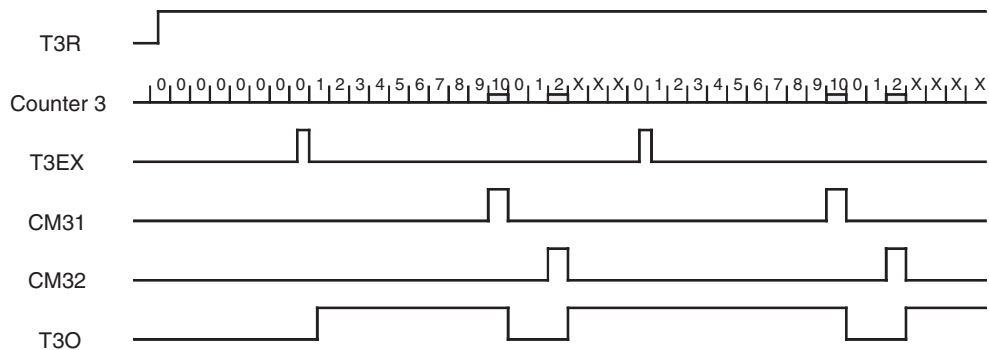 T3R
Counter 3 0 0 0 0 0 0 0 0 1 2 3 4 5 6 7 8 9 10 0 1 2 X X X 0 1 2 3 4 5 6 7 8 9 10 0 1 2 X X X X
T3EX
CM31
CM32
T3O